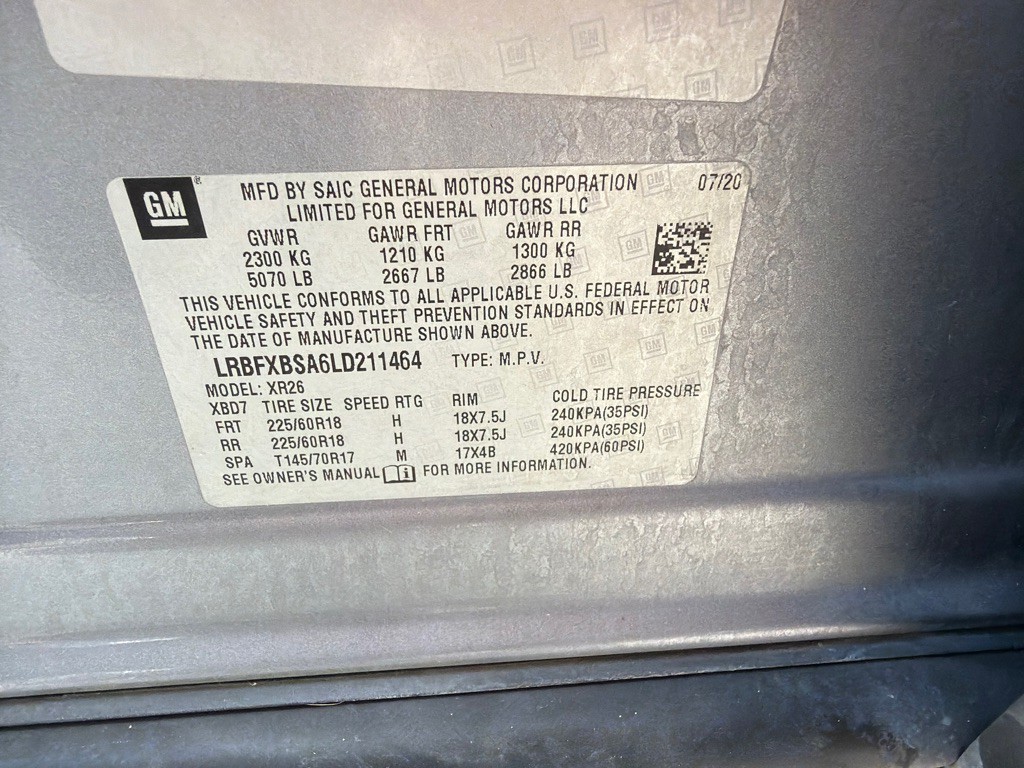 GM
MFD BY SAIC GENERAL MOTORS CORPORATION 07/20
LIMITED FOR GENERAL MOTORS LLC
GVWR GAWR FRT GAWR RR
2300 KG 1210 KG 1300 KG
5070 LB 2667 LB 2866 LB
THIS VEHICLE CONFORMS TO ALL APPLICABLE U.S. FEDERAL MOTOR
VEHICLE SAFETY AND THEFT PREVENTION STANDARDS IN EFFECT ON
THE DATE OF MANUFACTURE SHOWN ABOVE.
LRBFXBSA6LD211464 TYPE: M.P.V.
MODEL: XR26
XBD7 TIRE SIZE SPEED RTG RIM COLD TIRE PRESSURE
FRT 225/60R18 H 18X7.5J 240KPA(35PSI)
RR 225/60R18 H 18X7.5J 240KPA(35PSI)
SPA T145/70R17 M 17X4B 420KPA(60PSI)
SEE OWNER'S MANUAL FOR MORE INFORMATION.